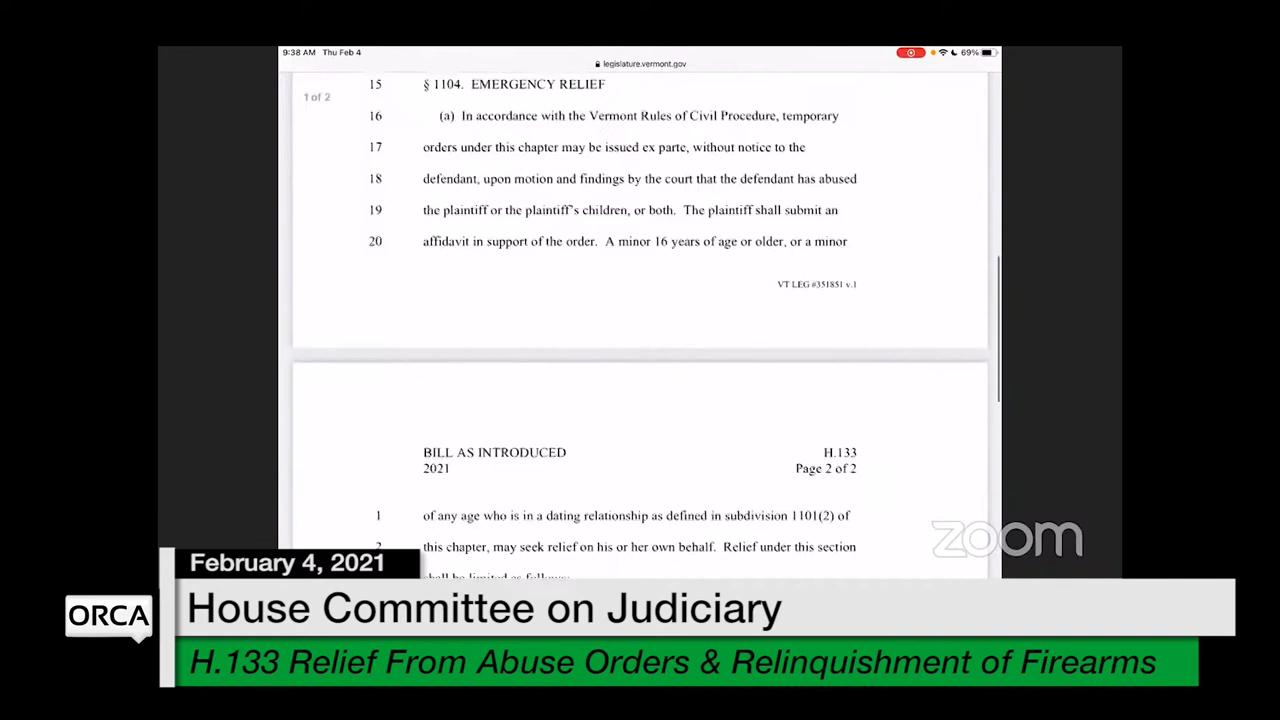 9:38 AM Thu Feb 4
69%
legislature.vermont.gov
1 of 2
15 § 1104. EMERGENCY RELIEF
16 (a) In accordance with the Vermont Rules of Civil Procedure, temporary
17 orders under this chapter may be issued ex parte, without notice to the
18 defendant, upon motion and findings by the court that the defendant has abused
19 the plaintiff or the plaintiff's children, or both. The plaintiff shall submit an
20 affidavit in support of the order. A minor 16 years of age or older, or a minor
VT LEG #351851 v.1
BILL AS INTRODUCED H.133
2021 Page 2 of 2
1 of any age who is in a dating relationship as defined in subdivision 1101(2) of
2 this chapter, may seek relief on his or her own behalf. Relief under this section
shall be limited as follows:
zoom
February 4, 2021
ORCA
House Committee on Judiciary
H.133 Relief From Abuse Orders & Relinquishment of Firearms